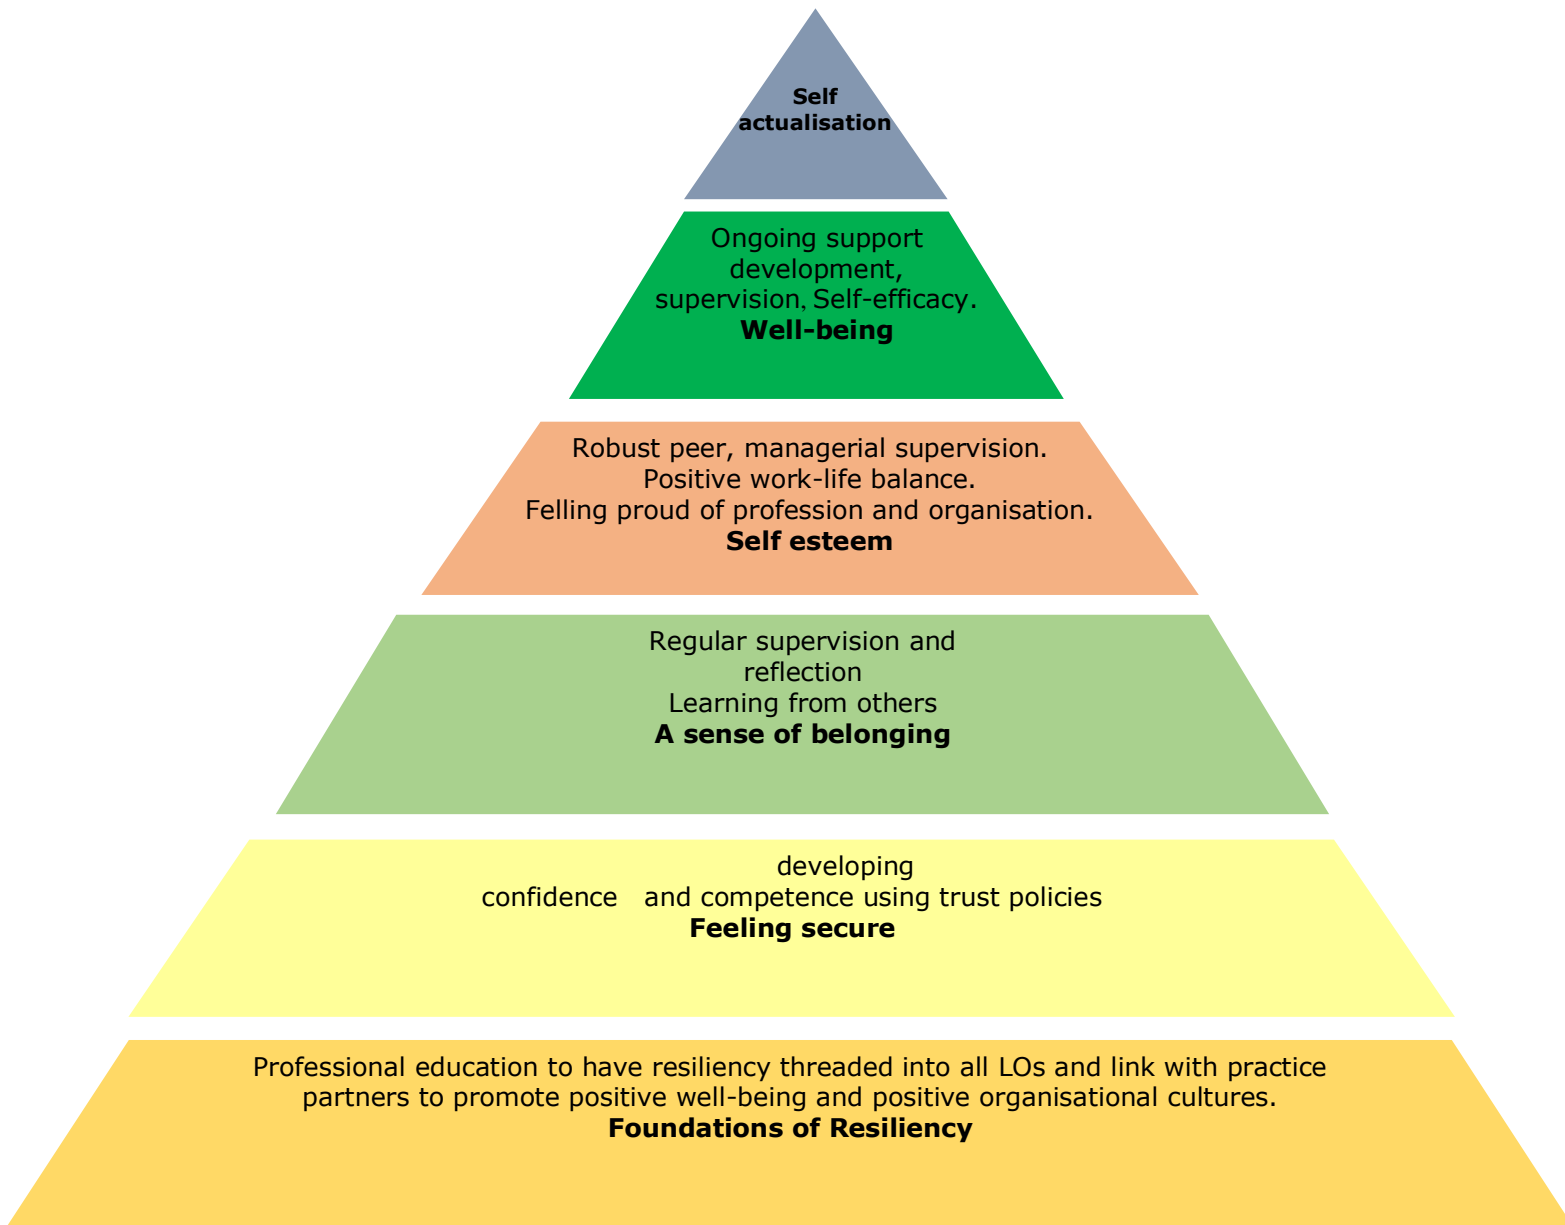 Self
actualisation
Ongoing support
development,
supervision, Self-efficacy.
Well-being
Robust peer, managerial supervision.
Positive work-life balance.
Felling proud of profession and organisation.
Self esteem
Regular supervision and
reflection
Learning from others
A sense of belonging
developing
confidence and competence using trust policies
Feeling secure
Professional education to have resiliency threaded into all LOs and link with practice
partners to promote positive well-being and positive organisational cultures.
Foundations of Resiliency